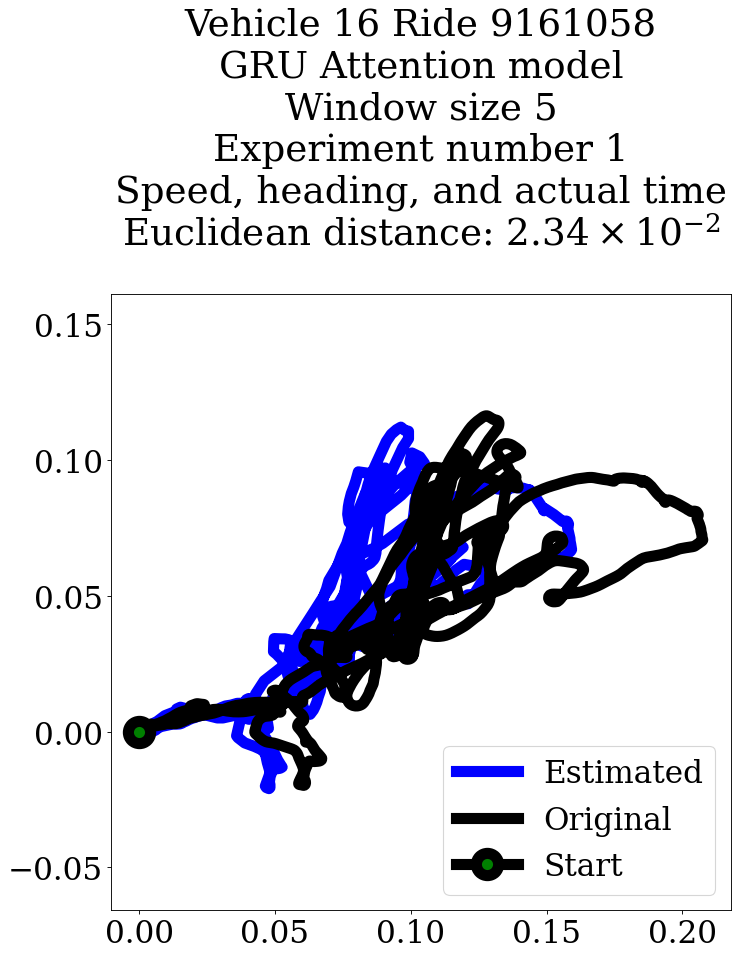 Vehicle 16 Ride 9161058
GRU Attention model
Window size 5
Experiment number 1
Speed, heading, and actual time
Euclidean distance: 2.34 × 10⁻²
0.15
0.10
0.05
0.00
−0.05
0.00 0.05 0.10 0.15 0.20
Estimated
Original
Start